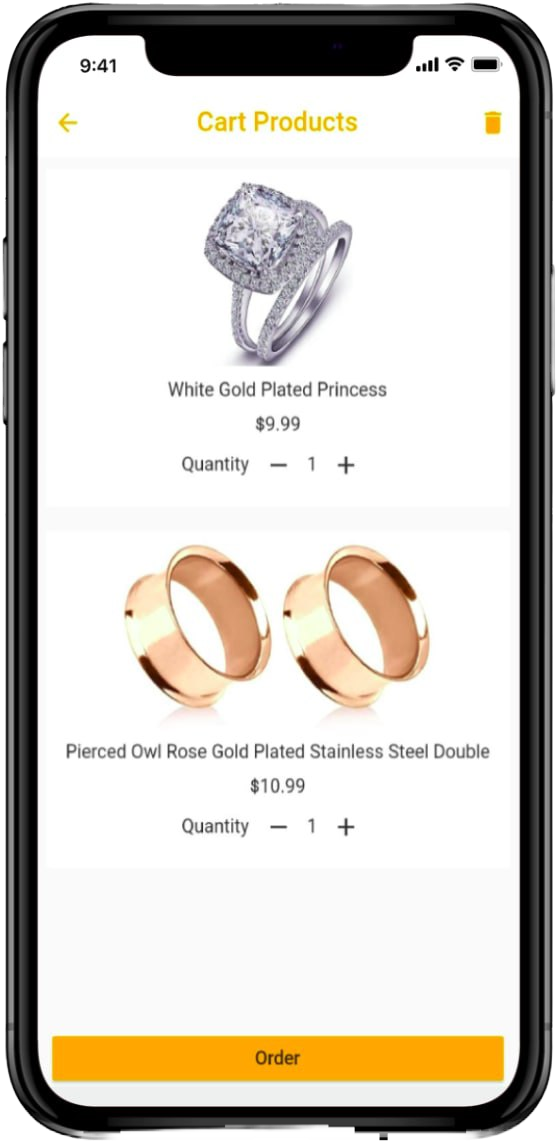 9:41
Cart Products
White Gold Plated Princess
$9.99
Quantity — 1 +
Pierced Owl Rose Gold Plated Stainless Steel Double
$10.99
Quantity — 1 +
Order